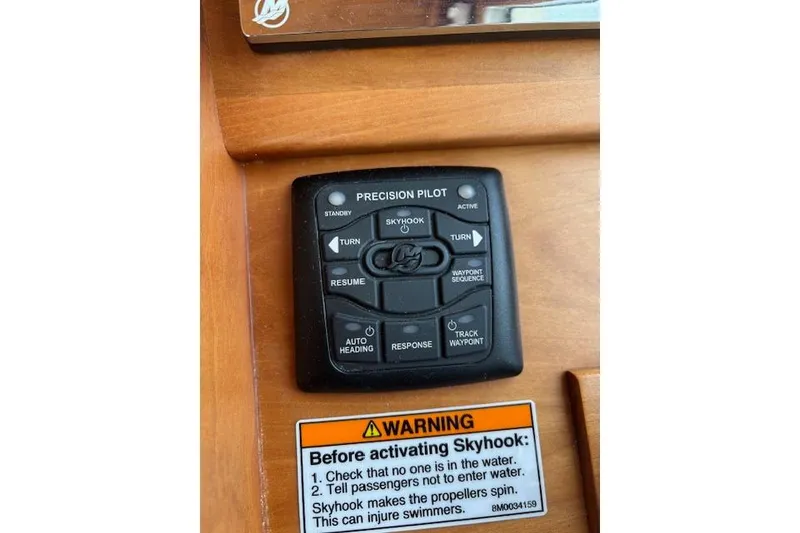 PRECISION PILOT
STANDBY
ACTIVE
SKYHOOK
TURN
TURN
RESUME
WAYPOINT
SEQUENCE
AUTO
HEADING
RESPONSE
TRACK
WAYPOINT
WARNING
Before activating Skyhook:
1. Check that no one is in the water.
2. Tell passengers not to enter water.
Skyhook makes the propellers spin.
This can injure swimmers.
8M0034159